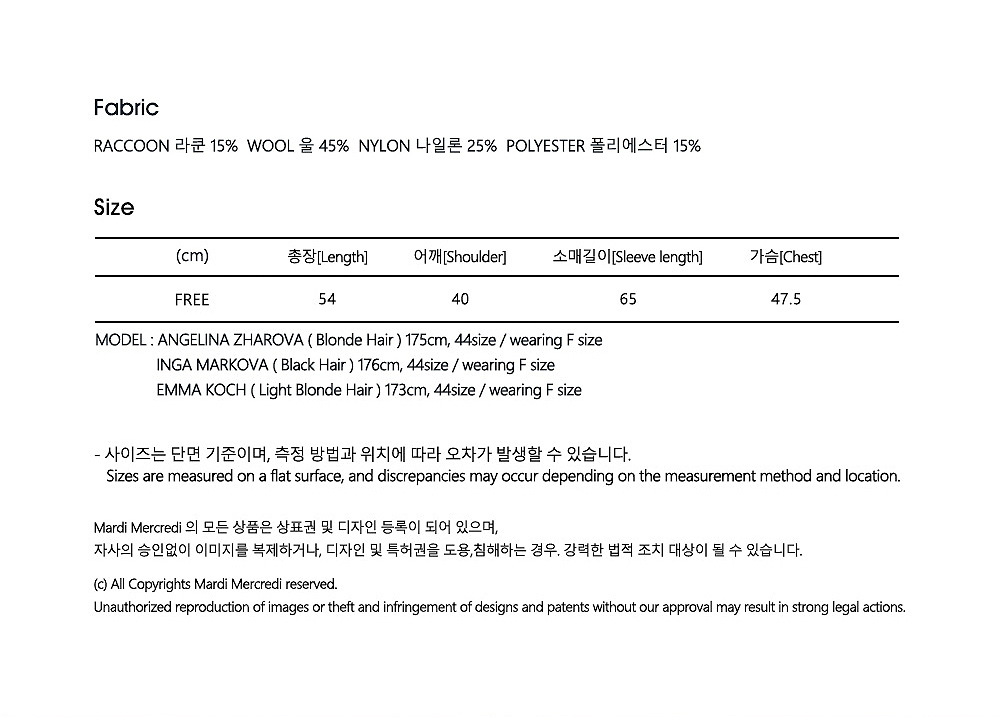 Fabric
RACCOON 라쿤 15% WOOL 울 45% NYLON 나일론 25% POLYESTER 폴리에스터 15%
Size
(cm) 총장[Length] 어깨[Shoulder] 소매길이[Sleeve length] 가슴[Chest]
FREE 54 40 65 47.5
MODEL : ANGELINA ZHAROVA ( Blonde Hair ) 175cm, 44size / wearing F size
INGA MARKOVA ( Black Hair ) 176cm, 44size / wearing F size
EMMA KOCH ( Light Blonde Hair ) 173cm, 44size / wearing F size
- 사이즈는 단면 기준이며, 측정 방법과 위치에 따라 오차가 발생할 수 있습니다.
Sizes are measured on a flat surface, and discrepancies may occur depending on the measurement method and location.
Mardi Mercredi 의 모든 상품은 상표권 및 디자인 등록이 되어 있으며,
자사의 승인없이 이미지를 복제하거나, 디자인 및 특허권을 도용,침해하는 경우. 강력한 법적 조치 대상이 될 수 있습니다.
(c) All Copyrights Mardi Mercredi reserved.
Unauthorized reproduction of images or theft and infringement of designs and patents without our approval may result in strong legal actions.